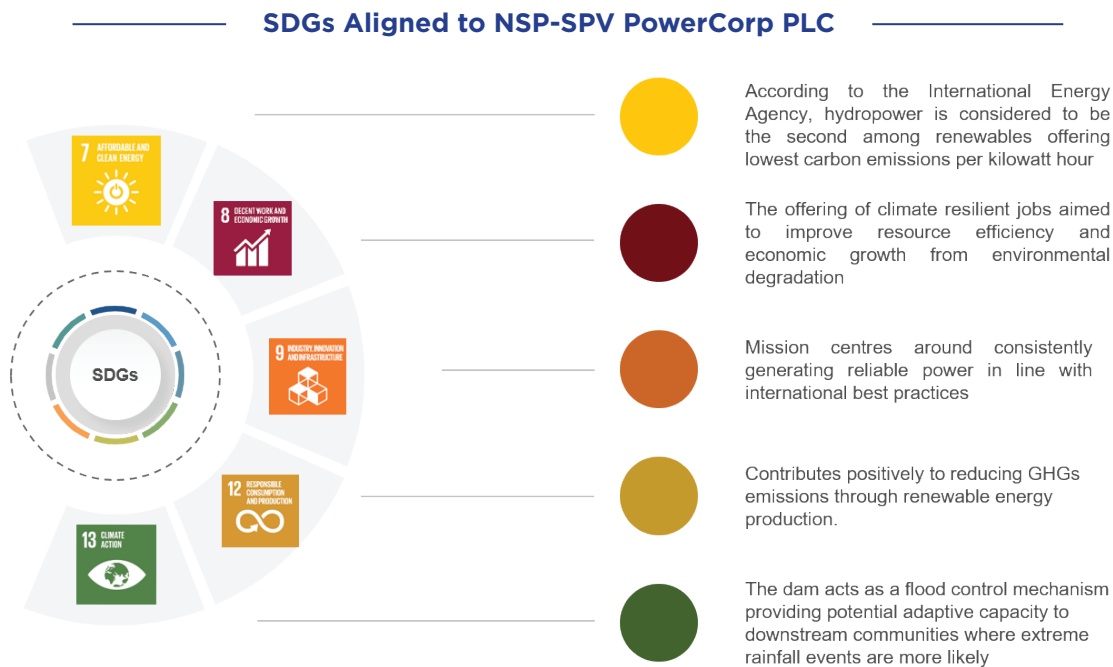 SDGs Aligned to NSP-SPV PowerCorp PLC
7 AFFORDABLE AND
CLEAN ENERGY
8 DECENT WORK AND
ECONOMIC GROWTH
9 INDUSTRY, INNOVATION
AND INFRASTRUCTURE
12 RESPONSIBLE
CONSUMPTION
AND PRODUCTION
13 CLIMATE
ACTION
SDGs
According to the International Energy
Agency, hydropower is considered to be
the second among renewables offering
lowest carbon emissions per kilowatt hour
The offering of climate resilient jobs aimed
to improve resource efficiency and
economic growth from environmental
degradation
Mission centres around consistently
generating reliable power in line with
international best practices
Contributes positively to reducing GHGs
emissions through renewable energy
production.
The dam acts as a flood control mechanism
providing potential adaptive capacity to
downstream communities where extreme
rainfall events are more likely